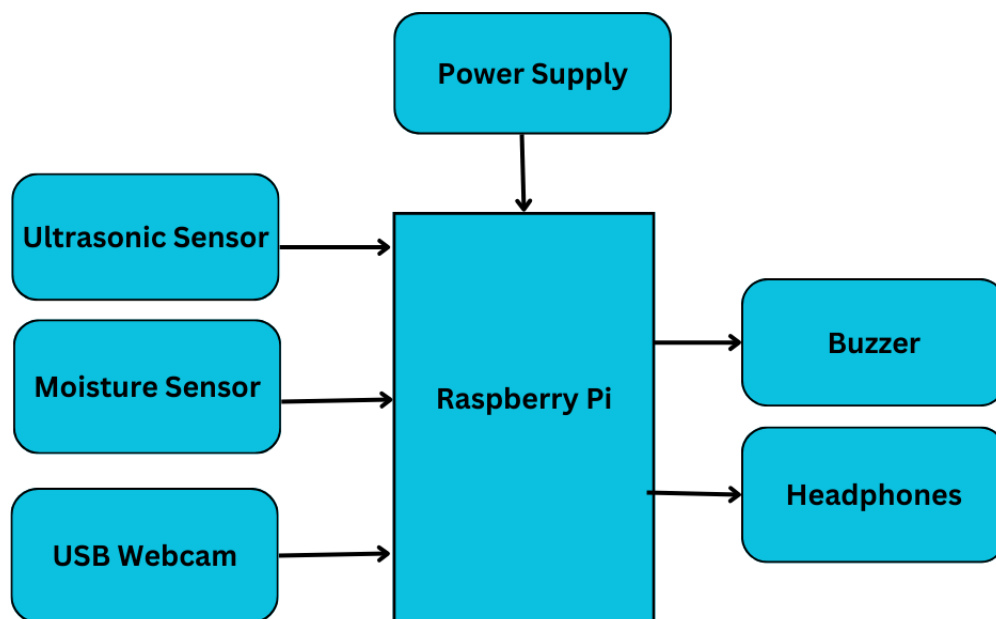 Power Supply
Ultrasonic Sensor
Moisture Sensor
USB Webcam
Raspberry Pi
Buzzer
Headphones